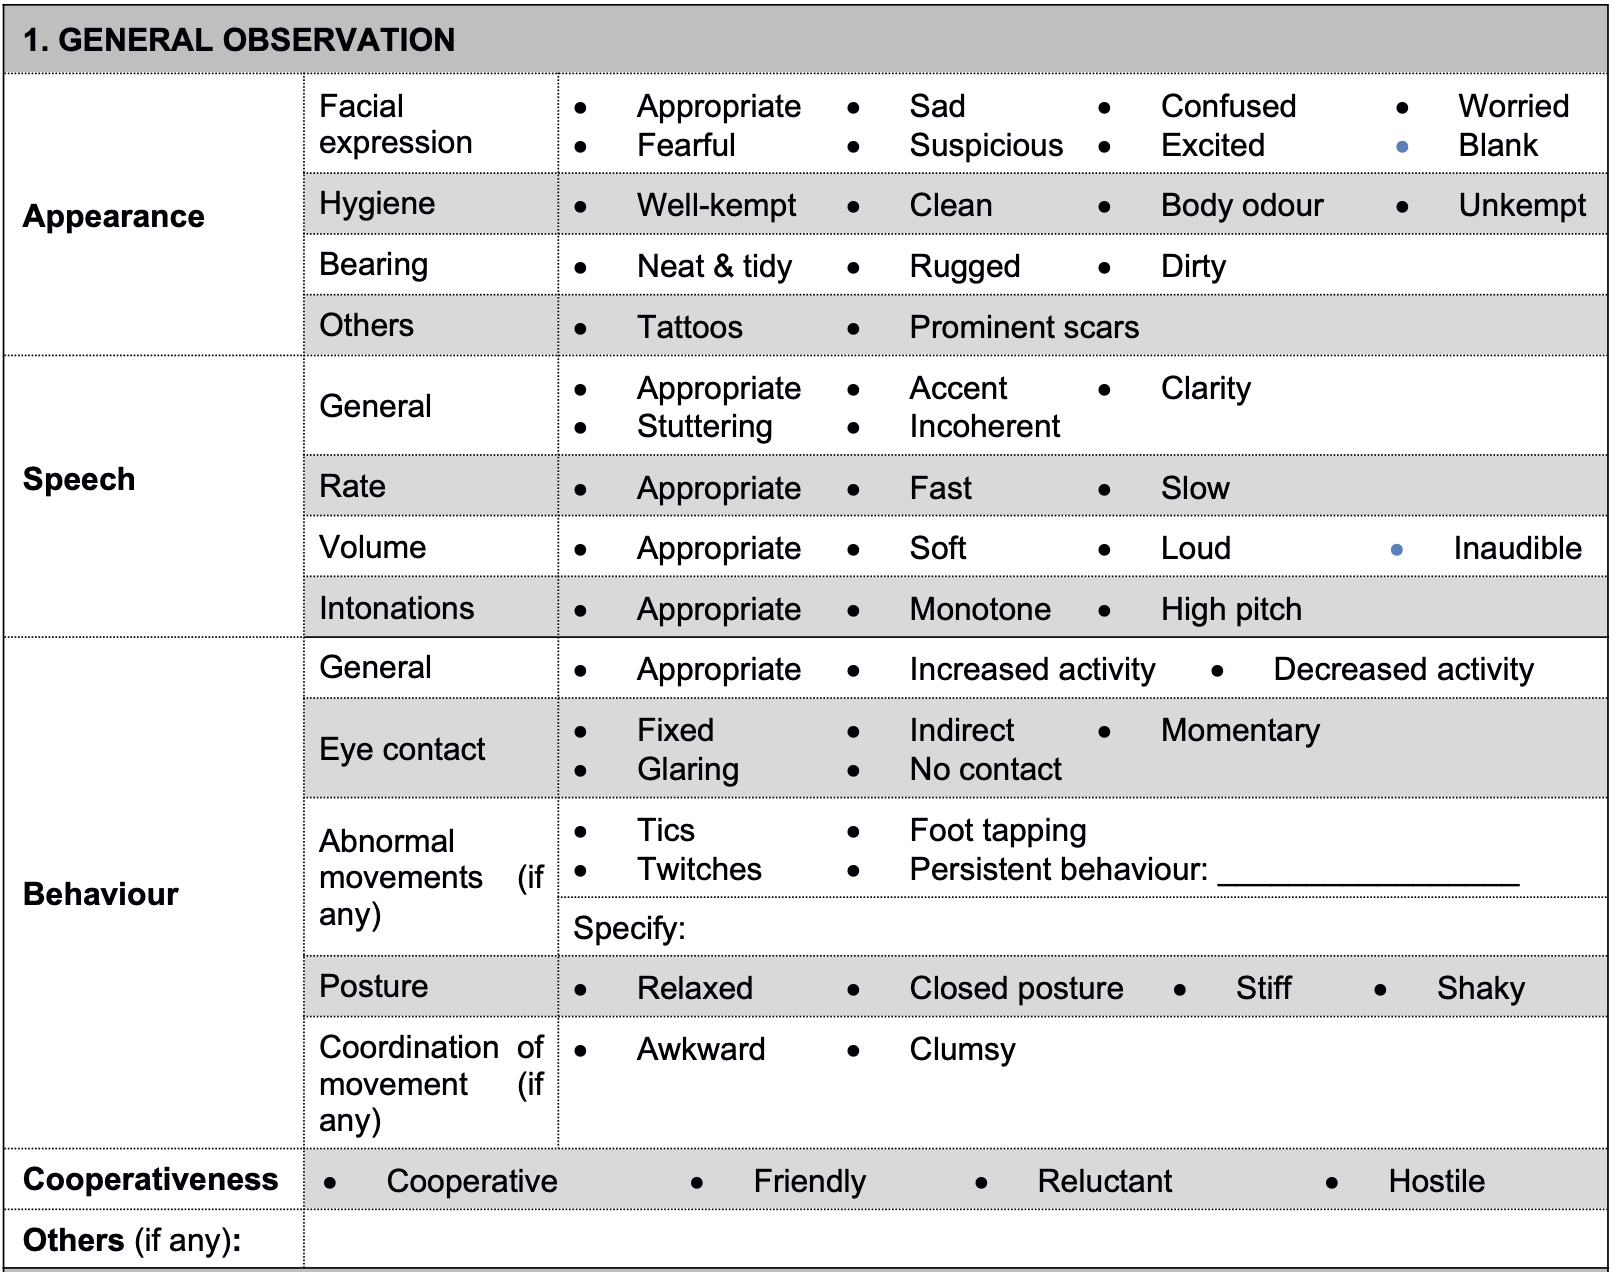 1. GENERAL OBSERVATION
Appearance
Facial expression
• Appropriate • Sad • Confused • Worried
• Fearful • Suspicious • Excited • Blank
Hygiene
• Well-kempt • Clean • Body odour • Unkempt
Bearing
• Neat & tidy • Rugged • Dirty
Others
• Tattoos • Prominent scars
Speech
General
• Appropriate • Accent • Clarity
• Stuttering • Incoherent
Rate
• Appropriate • Fast • Slow
Volume
• Appropriate • Soft • Loud • Inaudible
Intonations
• Appropriate • Monotone • High pitch
Behaviour
General
• Appropriate • Increased activity • Decreased activity
Eye contact
• Fixed • Indirect • Momentary
• Glaring • No contact
Abnormal
movements (if
any)
• Tics • Foot tapping
• Twitches • Persistent behaviour: _________________
Specify:
Posture
• Relaxed • Closed posture • Stiff • Shaky
Coordination of
movement (if
any)
• Awkward • Clumsy
Cooperativeness
• Cooperative • Friendly • Reluctant • Hostile
Others (if any):